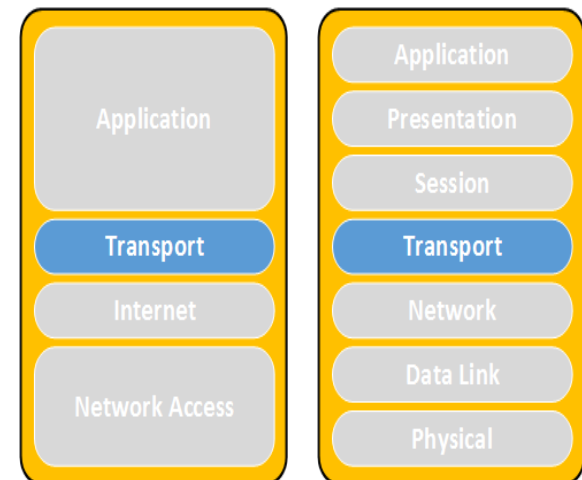 Application
Transport
Internet
Network Access
Application
Presentation
Session
Transport
Network
Data Link
Physical